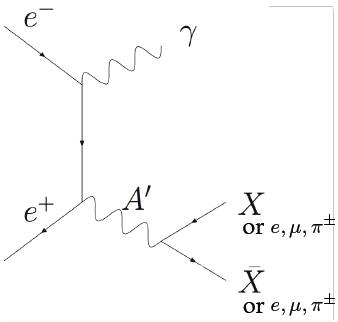 e⁻
γ
e⁺
A′
X
or e, μ, π±
X̄
or e, μ, π±